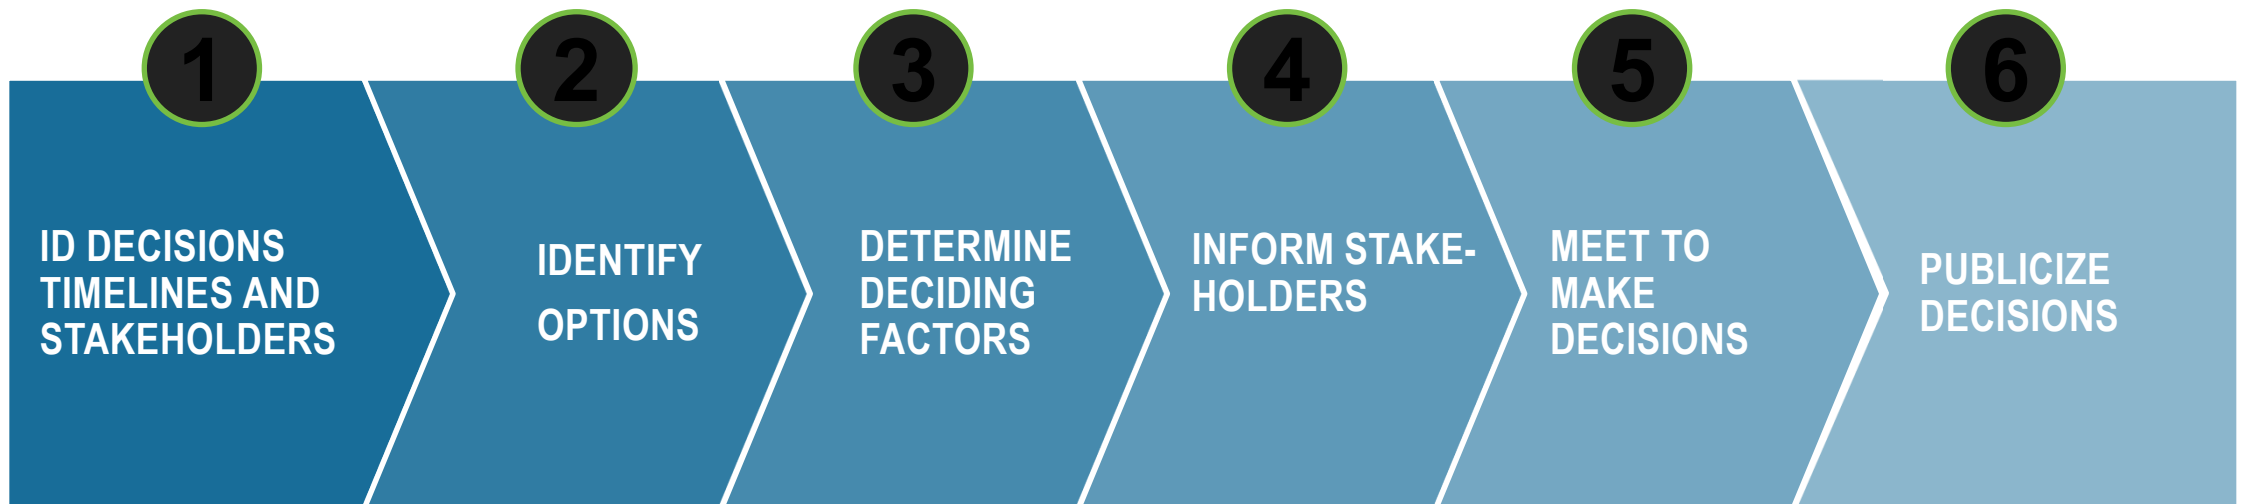 1
2
3
4
5
6
ID DECISIONS
TIMELINES AND
STAKEHOLDERS
IDENTIFY
OPTIONS
DETERMINE
DECIDING
FACTORS
INFORM STAKE-
HOLDERS
MEET TO
MAKE
DECISIONS
PUBLICIZE
DECISIONS